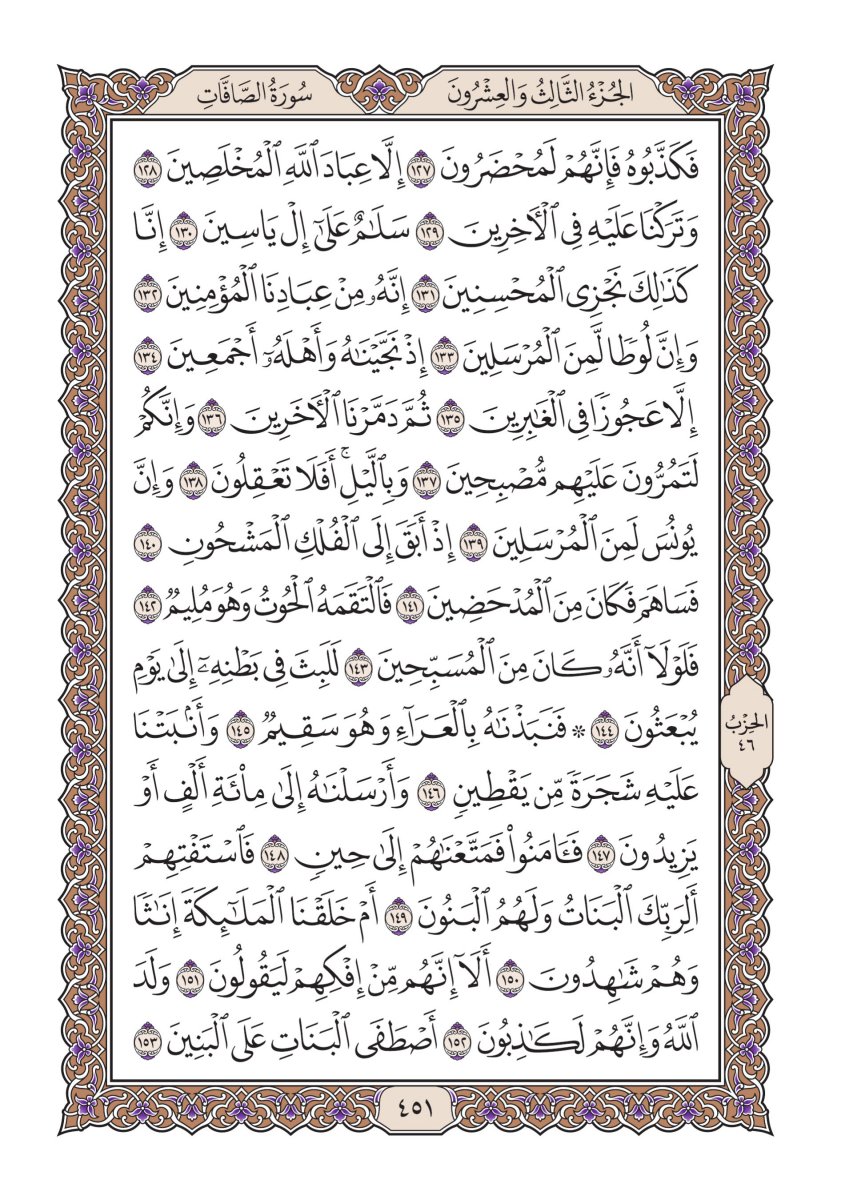 الجُزْءُ الثَّالِثُ وَالعِشْرُونَ
سُورَةُ الصَّافَّاتِ
فَكَذَّبُوهُ فَإِنَّهُمْ لَمُحْضَرُونَ ١٢٧ إِلَّا عِبَادَ ٱللَّهِ ٱلْمُخْلَصِينَ ١٢٨
وَتَرَكْنَا عَلَيْهِ فِي ٱلْأَخِرِينَ ١٢٩ سَلَٰمٌ عَلَىٰٓ إِلْ يَاسِينَ ١٣٠ إِنَّا
كَذَٰلِكَ نَجْزِي ٱلْمُحْسِنِينَ ١٣١ إِنَّهُۥ مِنْ عِبَادِنَا ٱلْمُؤْمِنِينَ ١٣٢
وَإِنَّ لُوطًا لَّمِنَ ٱلْمُرْسَلِينَ ١٣٣ إِذْ نَجَّيْنَٰهُ وَأَهْلَهُۥٓ أَجْمَعِينَ ١٣٤
إِلَّا عَجُوزًا فِي ٱلْغَٰبِرِينَ ١٣٥ ثُمَّ دَمَّرْنَا ٱلْأَخَرِينَ ١٣٦ وَإِنَّكُمْ
لَتَمُرُّونَ عَلَيْهِم مُّصْبِحِينَ ١٣٧ وَبِٱلَّيْلِۚ أَفَلَا تَعْقِلُونَ ١٣٨ وَإِنَّ
يُونُسَ لَمِنَ ٱلْمُرْسَلِينَ ١٣٩ إِذْ أَبَقَ إِلَى ٱلْفُلْكِ ٱلْمَشْحُونِ ١٤٠
فَسَاهَمَ فَكَانَ مِنَ ٱلْمُدْحَضِينَ ١٤١ فَٱلْتَقَمَهُ ٱلْحُوتُ وَهُوَ مُلِيمٌ ١٤٢
فَلَوْلَآ أَنَّهُۥ كَانَ مِنَ ٱلْمُسَبِّحِينَ ١٤٣ لَلَبِثَ فِي بَطْنِهِۦٓ إِلَىٰ يَوْمِ
يُبْعَثُونَ ١٤٤ ۞ فَنَبَذْنَٰهُ بِٱلْعَرَآءِ وَهُوَ سَقِيمٌ ١٤٥ وَأَنۢبَتْنَا
الحِزْبُ
٤٦
عَلَيْهِ شَجَرَةً مِّن يَقْطِينٍ ١٤٦ وَأَرْسَلْنَٰهُ إِلَىٰ مِاْئَةِ أَلْفٍ أَوْ
يَزِيدُونَ ١٤٧ فَـَٔامَنُواْ فَمَتَّعْنَٰهُمْ إِلَىٰ حِينٍ ١٤٨ فَٱسْتَفْتِهِمْ
أَلِرَبِّكَ ٱلْبَنَاتُ وَلَهُمُ ٱلْبَنُونَ ١٤٩ أَمْ خَلَقْنَا ٱلْمَلَٰٓئِكَةَ إِنَٰثًا
وَهُمْ شَٰهِدُونَ ١٥٠ أَلَآ إِنَّهُم مِّنْ إِفْكِهِمْ لَيَقُولُونَ ١٥١ وَلَدَ
ٱللَّهُ وَإِنَّهُمْ لَكَٰذِبُونَ ١٥٢ أَصْطَفَى ٱلْبَنَاتِ عَلَى ٱلْبَنِينَ ١٥٣
٤٥١